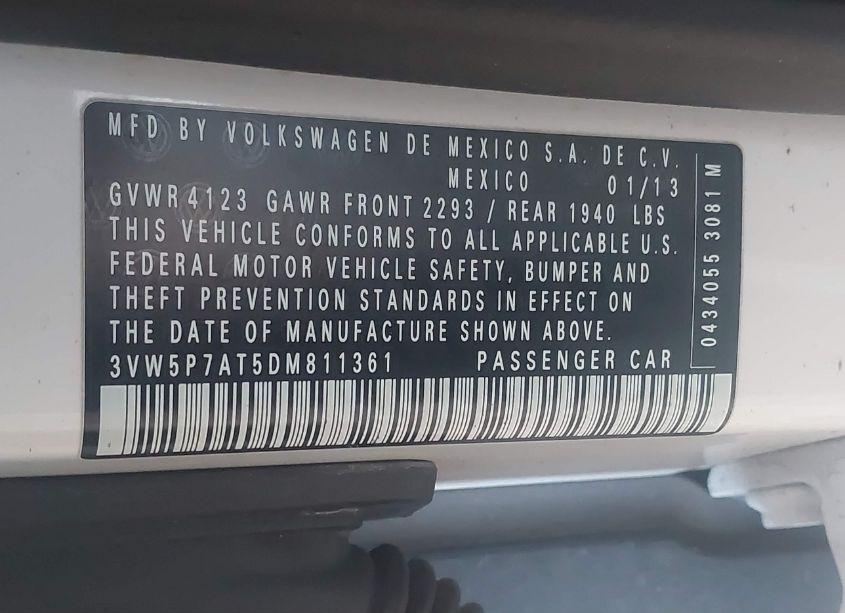 MFD BY VOLKSWAGEN DE MEXICO S.A. DE C.V.
MEXICO 01/13
GVWR 4123 GAWR FRONT 2293 / REAR 1940 LBS
THIS VEHICLE CONFORMS TO ALL APPLICABLE U.S.
FEDERAL MOTOR VEHICLE SAFETY, BUMPER AND
THEFT PREVENTION STANDARDS IN EFFECT ON
THE DATE OF MANUFACTURE SHOWN ABOVE.
3VW5P7AT5DM811361 PASSENGER CAR
0434055 3081 M